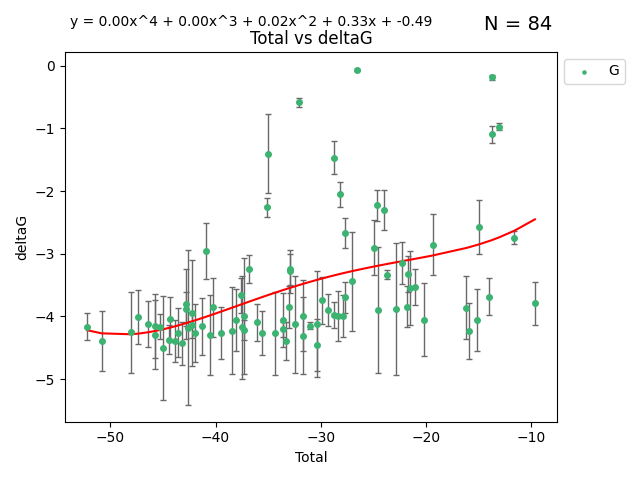 y = 0.00x^4 + 0.00x^3 + 0.02x^2 + 0.33x + -0.49
N = 84
Total vs deltaG
G
deltaG
0
−1
−2
−3
−4
−5
−50
−40
−30
−20
−10
Total